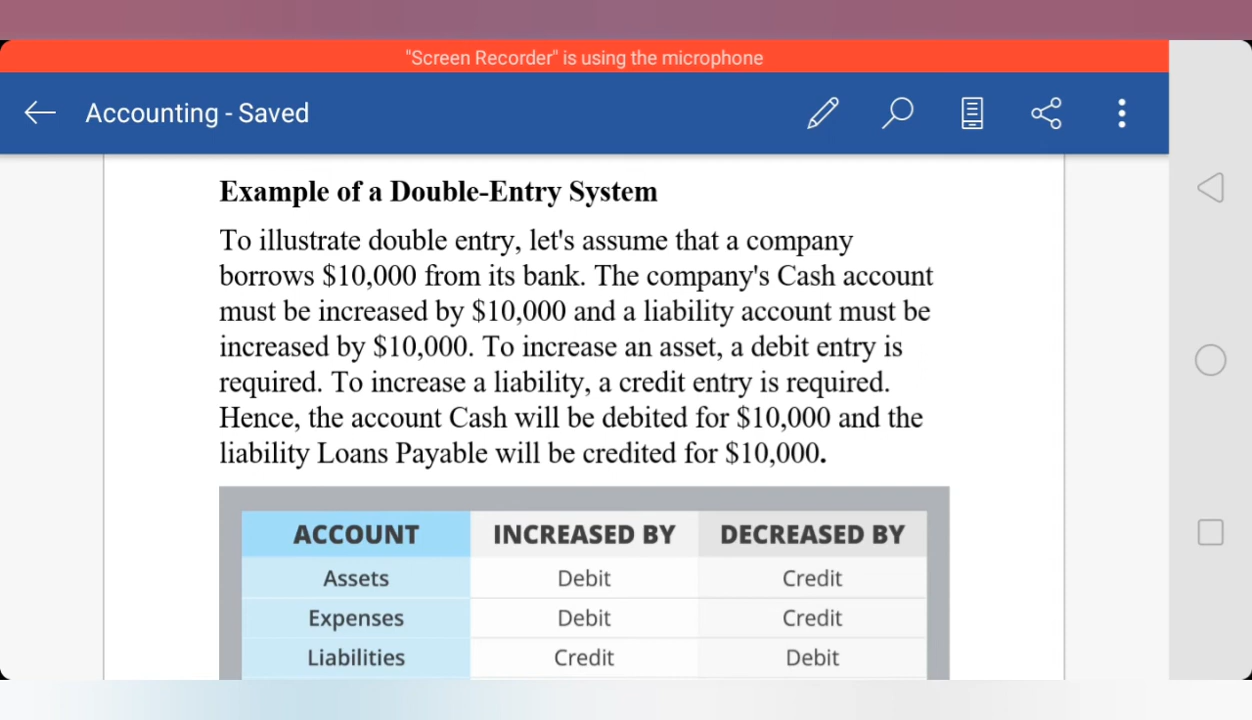 "Screen Recorder" is using the microphone
Accounting - Saved
Example of a Double-Entry System
To illustrate double entry, let's assume that a company
borrows $10,000 from its bank. The company's Cash account
must be increased by $10,000 and a liability account must be
increased by $10,000. To increase an asset, a debit entry is
required. To increase a liability, a credit entry is required.
Hence, the account Cash will be debited for $10,000 and the
liability Loans Payable will be credited for $10,000.
ACCOUNT INCREASED BY DECREASED BY
Assets Debit Credit
Expenses Debit Credit
Liabilities Credit Debit